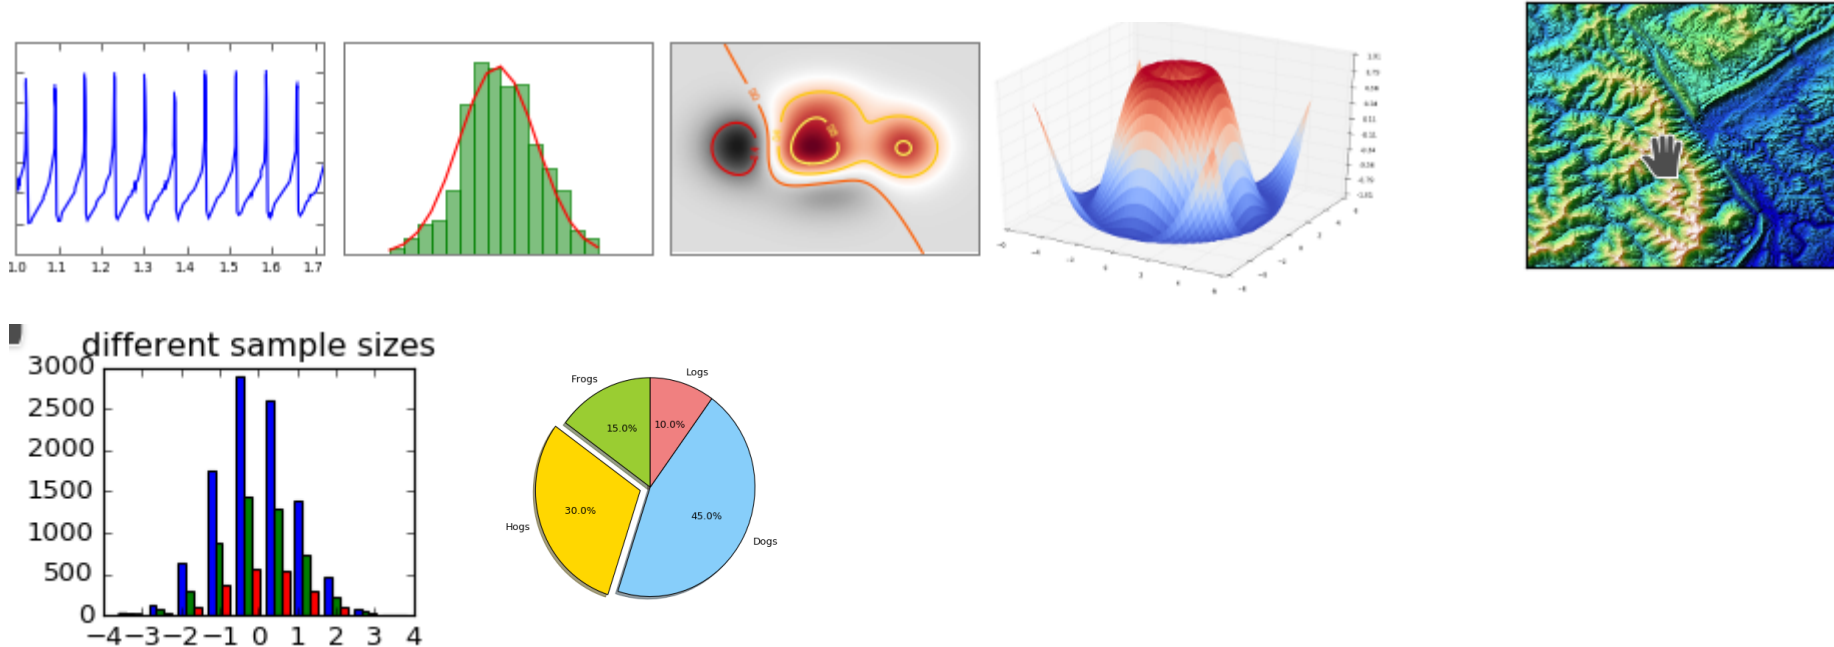 1.0 1.1 1.2 1.3 1.4 1.5 1.6 1.7
different sample sizes
3000
2500
2000
1500
1000
500
0
−4 −3 −2 −1 0 1 2 3 4
Frogs
Logs
15.0%
10.0%
30.0%
45.0%
Hogs
Dogs